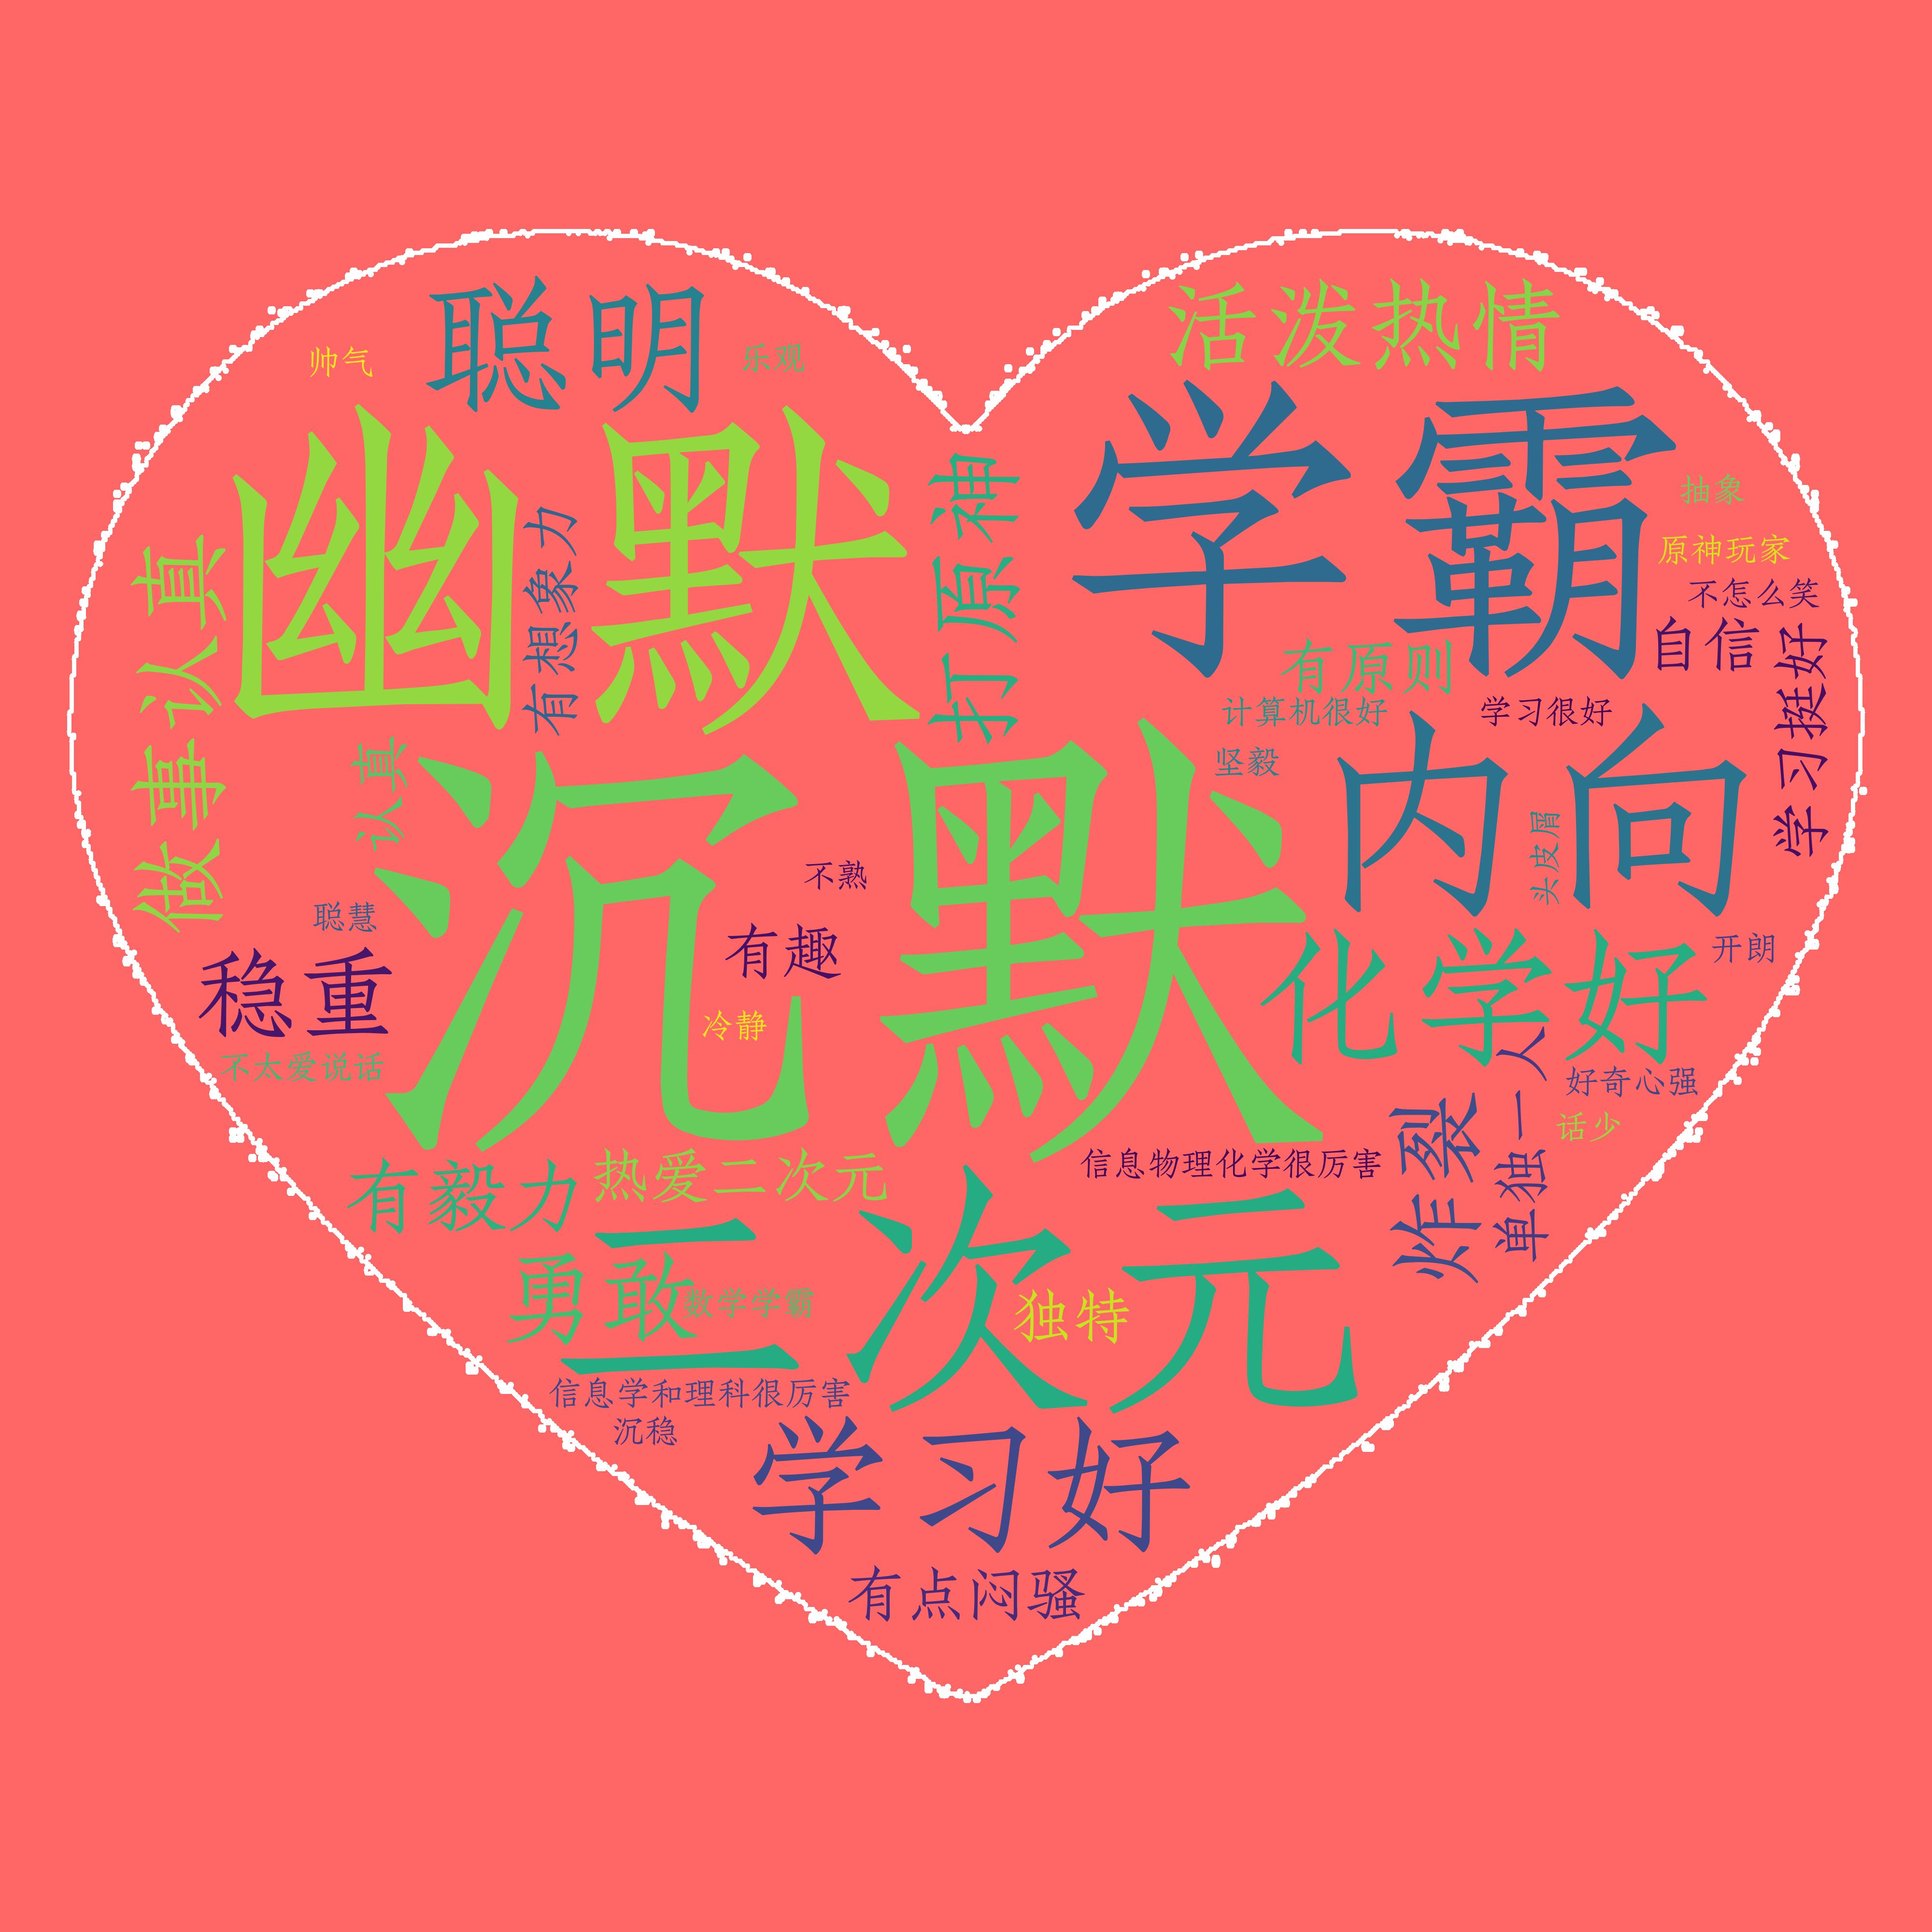 聪明
活泼热情
帅气
乐观
幽默
学霸
打原神
抽象
有想象力
原神玩家
不怎么笑
自信
做事认真
有原则
学习挺好
计算机很好
学习很好
沉默
内向
坚毅
认真
头皮屑
不熟
聪慧
有趣
化学好
开朗
稳重
冷静
不太爱说话
好奇心强
话少
炸裂
单推一人
有毅力
热爱二次元
信息物理化学很厉害
二次元
勇敢
数学学霸
独特
信息学和理科很厉害
沉稳
学习好
有点闷骚